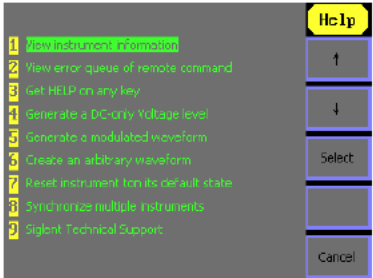 Help
1 View instrument information
2 View error queue of remote command
3 Get HELP on any key
4 Generate a DC-only Voltage level
5 Generate a modulated waveform
6 Create an arbitrary waveform
7 Reset instrument ton its default state
8 Synchronize multiple instruments
9 Siglent Technical Support
↑
↓
Select
Cancel